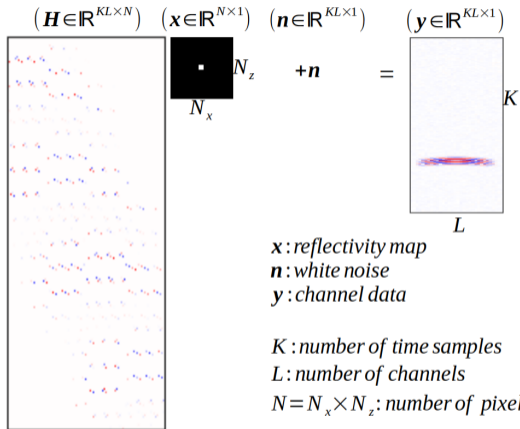 (H∈ℝ^{KL×N}) (x∈ℝ^{N×1}) (n∈ℝ^{KL×1}) (y∈ℝ^{KL×1})
N_z +n = K
N_x
L
x:reflectivity map
n:white noise
y:channel data
K:number of time samples
L:number of channels
N=N_x×N_z:number of pixel